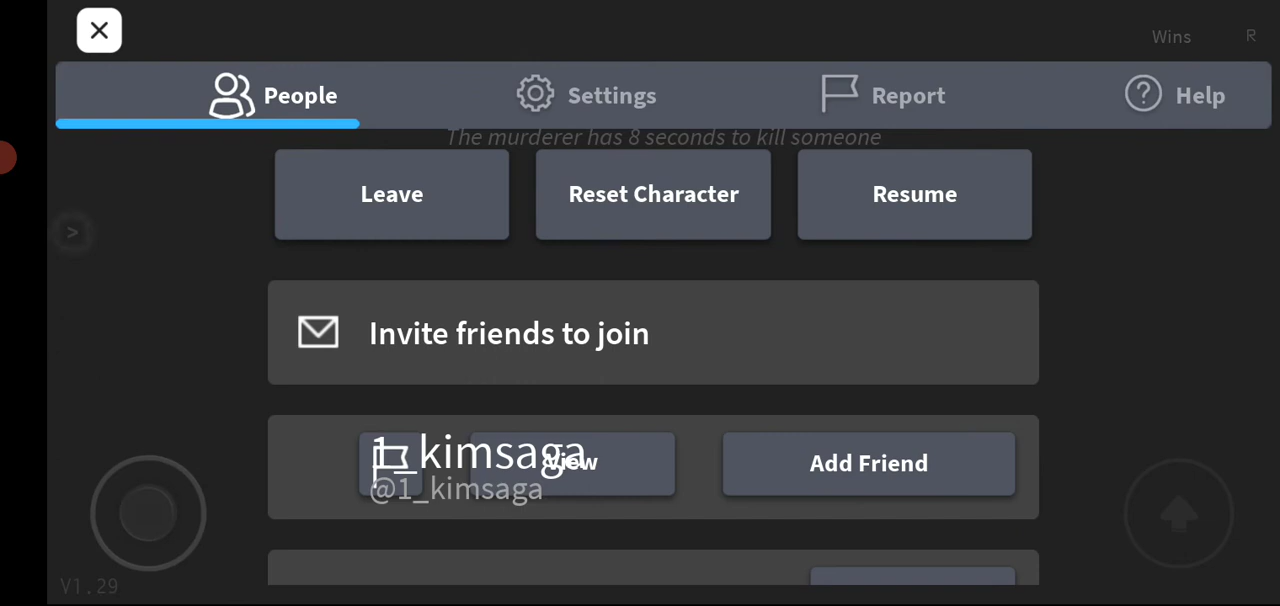 Wins R
People Settings Report Help
The murderer has 8 seconds to kill someone
Leave Reset Character Resume
>
Invite friends to join
1_kimsaga View Add Friend
@1_kimsaga
V1.29